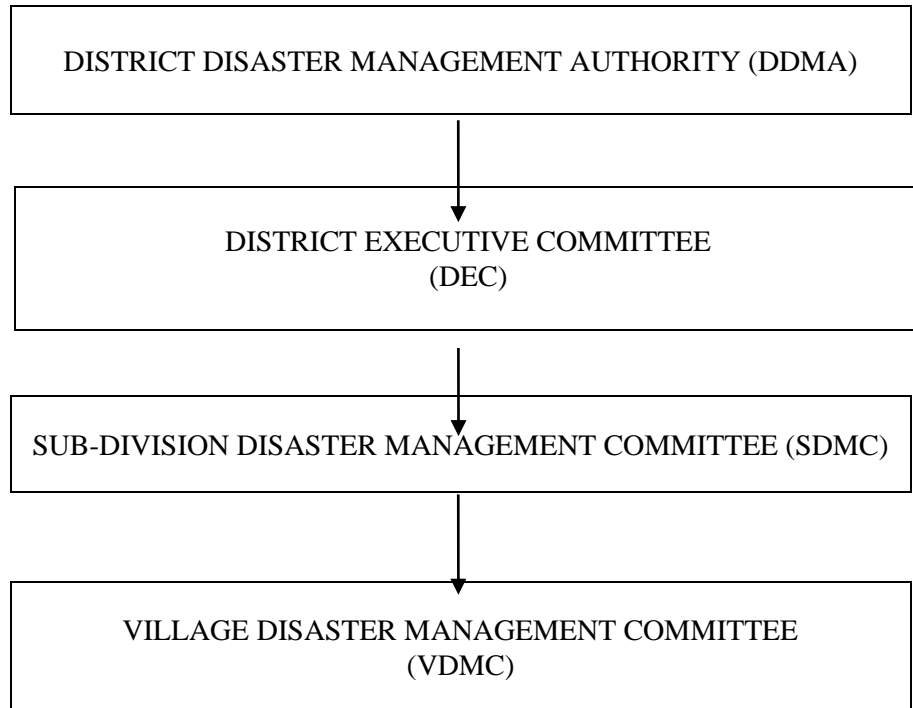 DISTRICT DISASTER MANAGEMENT AUTHORITY (DDMA)
DISTRICT EXECUTIVE COMMITTEE
(DEC)
SUB-DIVISION DISASTER MANAGEMENT COMMITTEE (SDMC)
VILLAGE DISASTER MANAGEMENT COMMITTEE
(VDMC)